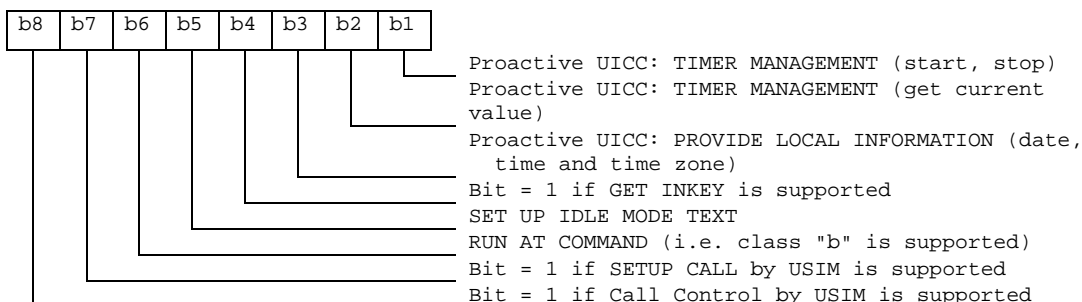 b8 b7 b6 b5 b4 b3 b2 b1
Proactive UICC: TIMER MANAGEMENT (start, stop)
Proactive UICC: TIMER MANAGEMENT (get current
value)
Proactive UICC: PROVIDE LOCAL INFORMATION (date,
time and time zone)
Bit = 1 if GET INKEY is supported
SET UP IDLE MODE TEXT
RUN AT COMMAND (i.e. class "b" is supported)
Bit = 1 if SETUP CALL by USIM is supported
Bit = 1 if Call Control by USIM is supported